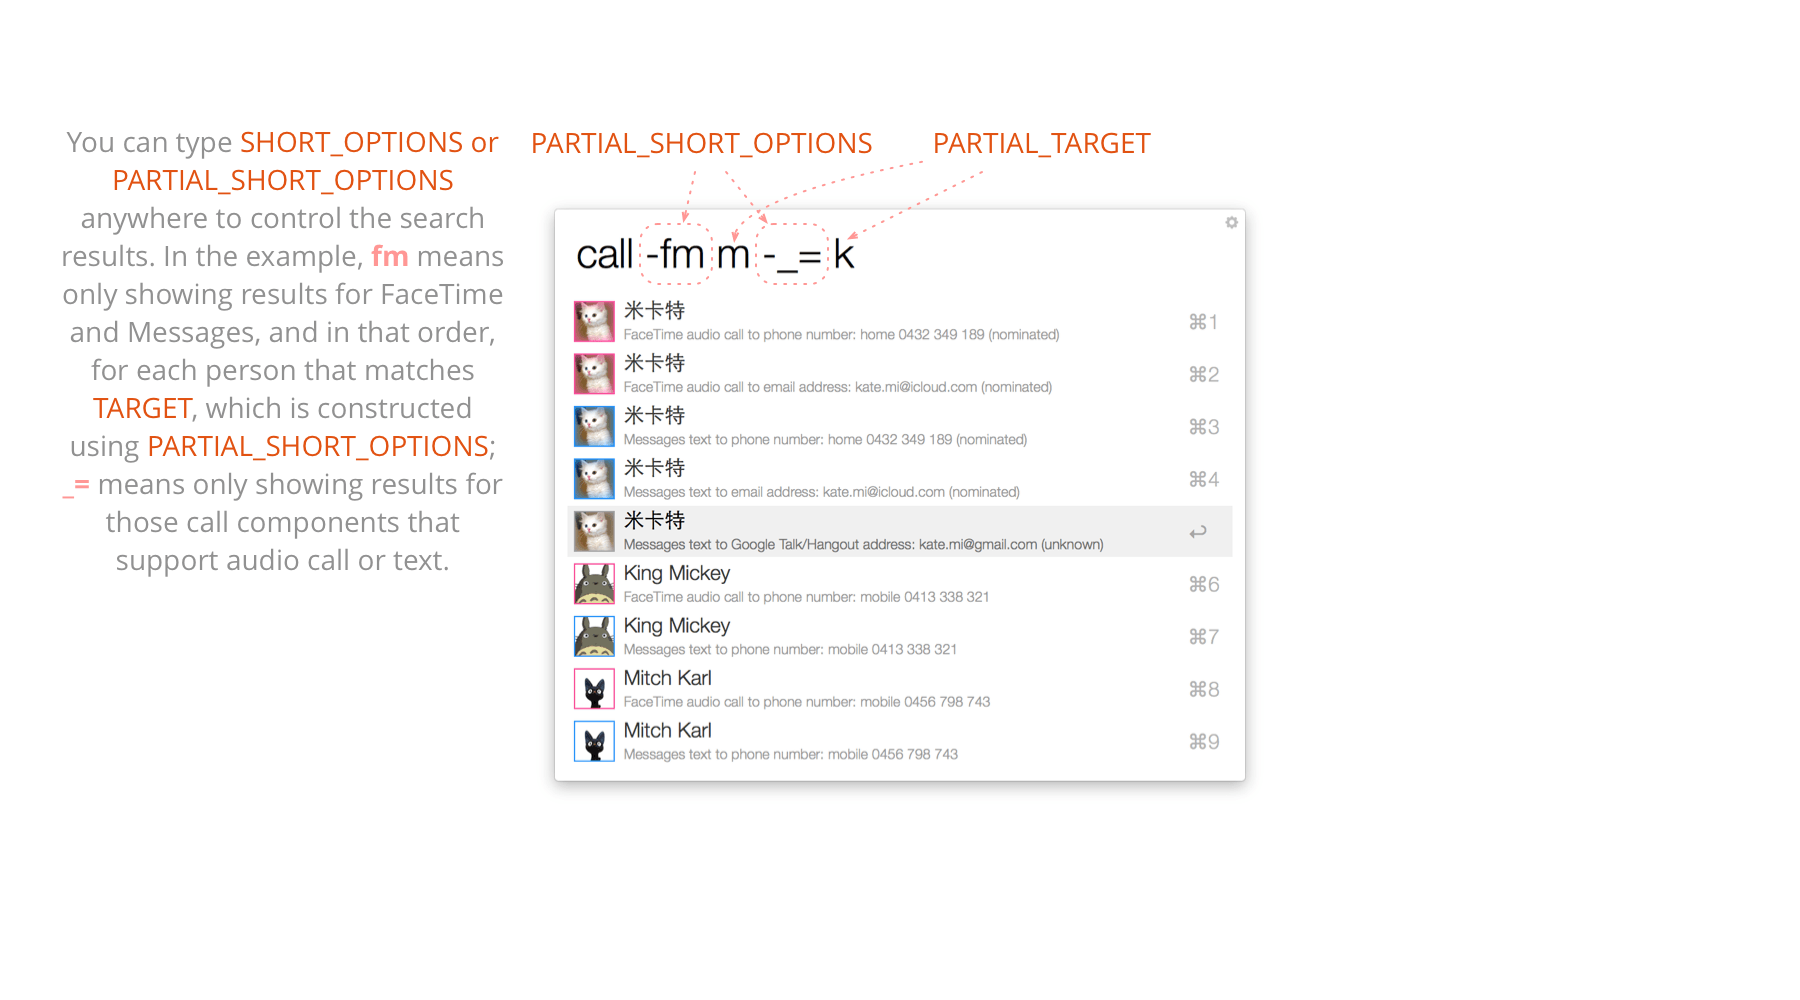 You can type SHORT_OPTIONS or
PARTIAL_SHORT_OPTIONS
anywhere to control the search
results. In the example, fm means
only showing results for FaceTime
and Messages, and in that order,
for each person that matches
TARGET, which is constructed
using PARTIAL_SHORT_OPTIONS;
_= means only showing results for
those call components that
support audio call or text.
PARTIAL_SHORT_OPTIONS
PARTIAL_TARGET
call -fm m -_= k
米卡特
FaceTime audio call to phone number: home 0432 349 189 (nominated)
⌘1
米卡特
FaceTime audio call to email address: kate.mi@icloud.com (nominated)
⌘2
米卡特
Messages text to phone number: home 0432 349 189 (nominated)
⌘3
米卡特
Messages text to email address: kate.mi@icloud.com (nominated)
⌘4
米卡特
Messages text to Google Talk/Hangout address: kate.mi@gmail.com (unknown)
↩
King Mickey
FaceTime audio call to phone number: mobile 0413 338 321
⌘6
King Mickey
Messages text to phone number: mobile 0413 338 321
⌘7
Mitch Karl
FaceTime audio call to phone number: mobile 0456 798 743
⌘8
Mitch Karl
Messages text to phone number: mobile 0456 798 743
⌘9